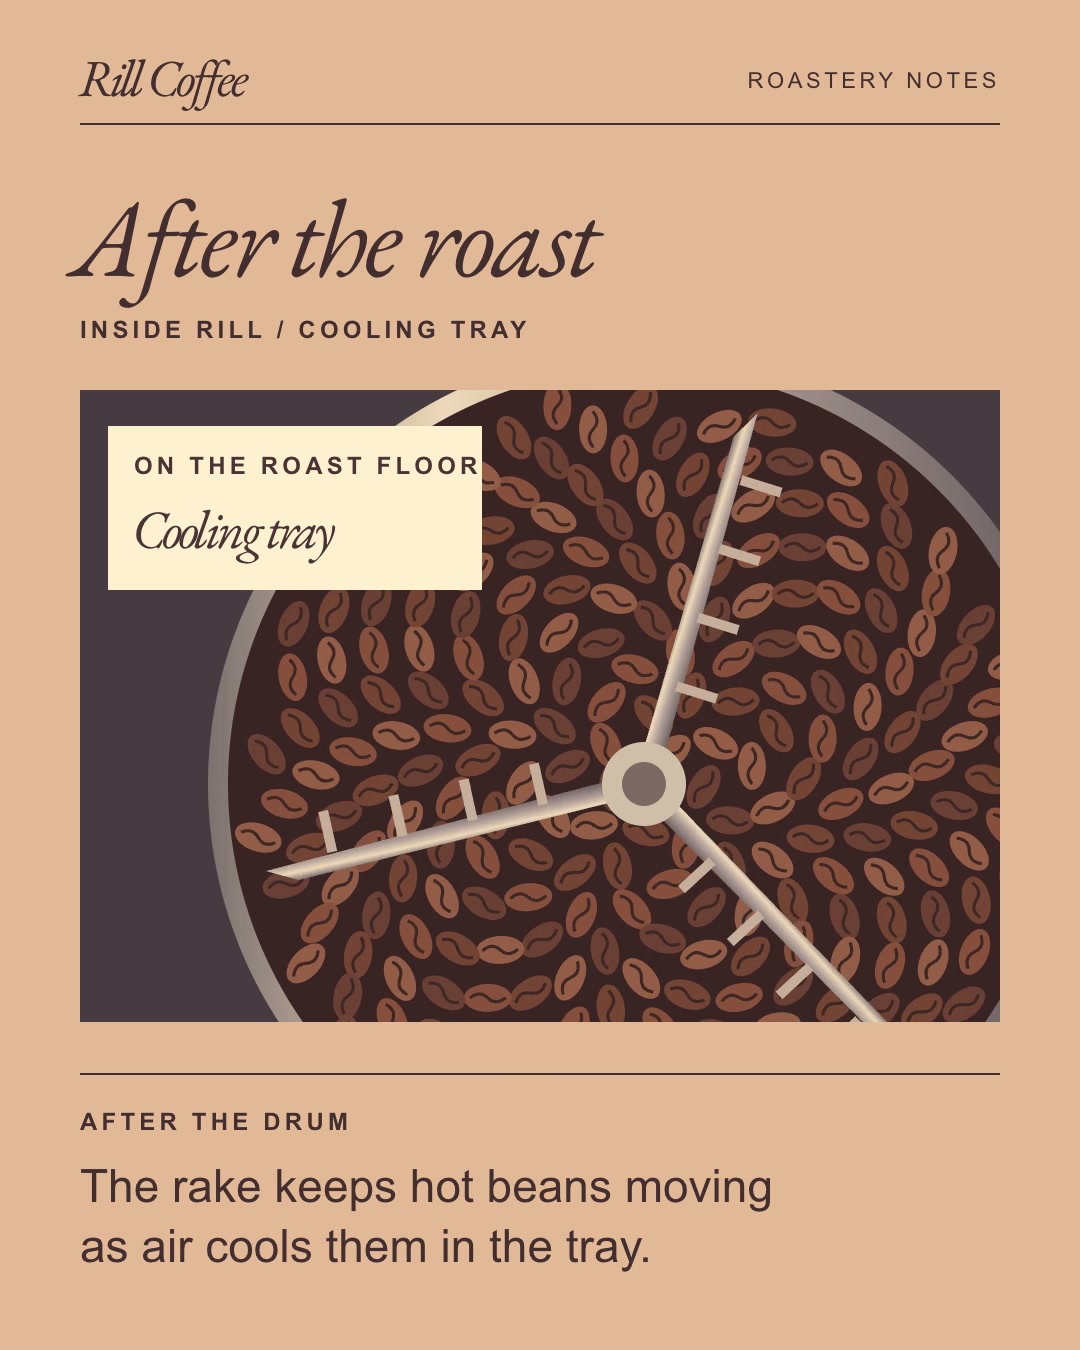 Rill Coffee
ROASTERY NOTES
After the roast
INSIDE RILL / COOLING TRAY
ON THE ROAST FLOOR
Cooling tray
AFTER THE DRUM
The rake keeps hot beans moving
as air cools them in the tray.